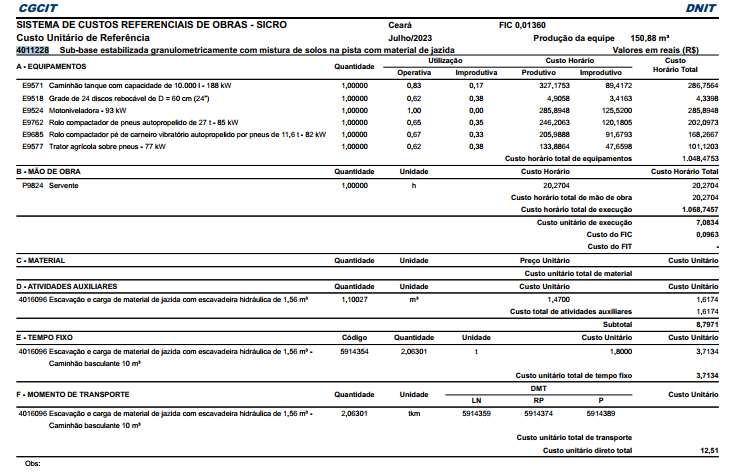 CGCIT DNIT
SISTEMA DE CUSTOS REFERENCIAIS DE OBRAS - SICRO Ceará FIC 0,01360
Custo Unitário de Referência Julho/2023 Produção da equipe 150,88 m³
4011228 Sub-base estabilizada granulometricamente com mistura de solos na pista com material de jazida Valores em reais (R$)
A - EQUIPAMENTOS Quantidade Utilização Custo Horário Custo
Operativa Improdutiva Produtivo Improdutivo Horário Total
E9571 Caminhão tanque com capacidade de 10.000 l - 188 kW 1,00000 0,83 0,17 327,1753 89,4172 286,7564
E9518 Grade de 24 discos rebocável de D = 60 cm (24") 1,00000 0,62 0,38 4,9058 3,4163 4,3398
E9524 Motoniveladora - 93 kW 1,00000 1,00 0,00 285,8948 125,5200 285,8948
E9762 Rolo compactador de pneus autopropelido de 27 t - 85 kW 1,00000 0,65 0,35 246,2063 120,1805 202,0973
E9685 Rolo compactador pé de carneiro vibratório autopropelido por pneus de 11,6 t - 82 kW 1,00000 0,67 0,33 205,9888 91,6793 168,2667
E9577 Trator agrícola sobre pneus - 77 kW 1,00000 0,62 0,38 133,8864 47,6598 101,1203
Custo horário total de equipamentos 1.048,4753
B - MÃO DE OBRA Quantidade Unidade Custo Horário Custo Horário Total
P9824 Servente 1,00000 h 20,2704 20,2704
Custo horário total de mão de obra 20,2704
Custo horário total de execução 1.068,7457
Custo unitário de execução 7,0834
Custo do FIC 0,0963
Custo do FIT -
C - MATERIAL Quantidade Unidade Preço Unitário Custo Unitário
Custo unitário total de material
D - ATIVIDADES AUXILIARES Quantidade Unidade Custo Unitário Custo Unitário
4016096 Escavação e carga de material de jazida com escavadeira hidráulica de 1,56 m³ 1,10027 m³ 1,4700 1,6174
Custo total de atividades auxiliares 1,6174
Subtotal 8,7971
E - TEMPO FIXO Código Quantidade Unidade Custo Unitário Custo Unitário
4016096 Escavação e carga de material de jazida com escavadeira hidráulica de 1,56 m³ - 5914354 2,06301 t 1,8000 3,7134
Caminhão basculante 10 m³
Custo unitário total de tempo fixo 3,7134
F - MOMENTO DE TRANSPORTE Quantidade Unidade DMT Custo Unitário
LN RP P
4016096 Escavação e carga de material de jazida com escavadeira hidráulica de 1,56 m³ - 2,06301 tkm 5914359 5914374 5914389
Caminhão basculante 10 m³
Custo unitário total de transporte
Custo unitário direto total 12,51
Obs: